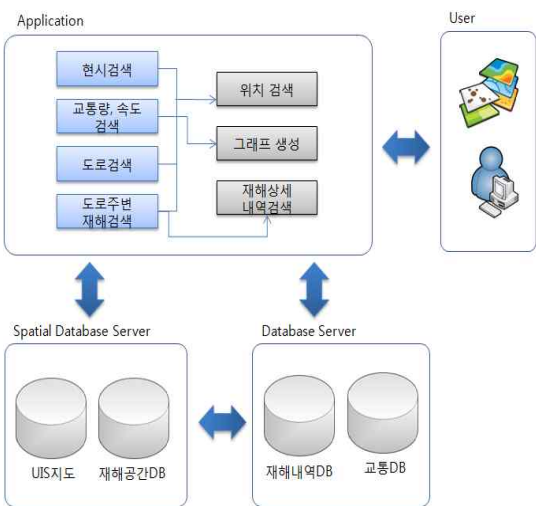 Application
User
현시검색
교통량, 속도
검색
도로검색
도로주변
재해검색
위치 검색
그래프 생성
재해상세
내역검색
Spatial Database Server
Database Server
UIS지도
재해공간DB
재해내역DB
교통DB